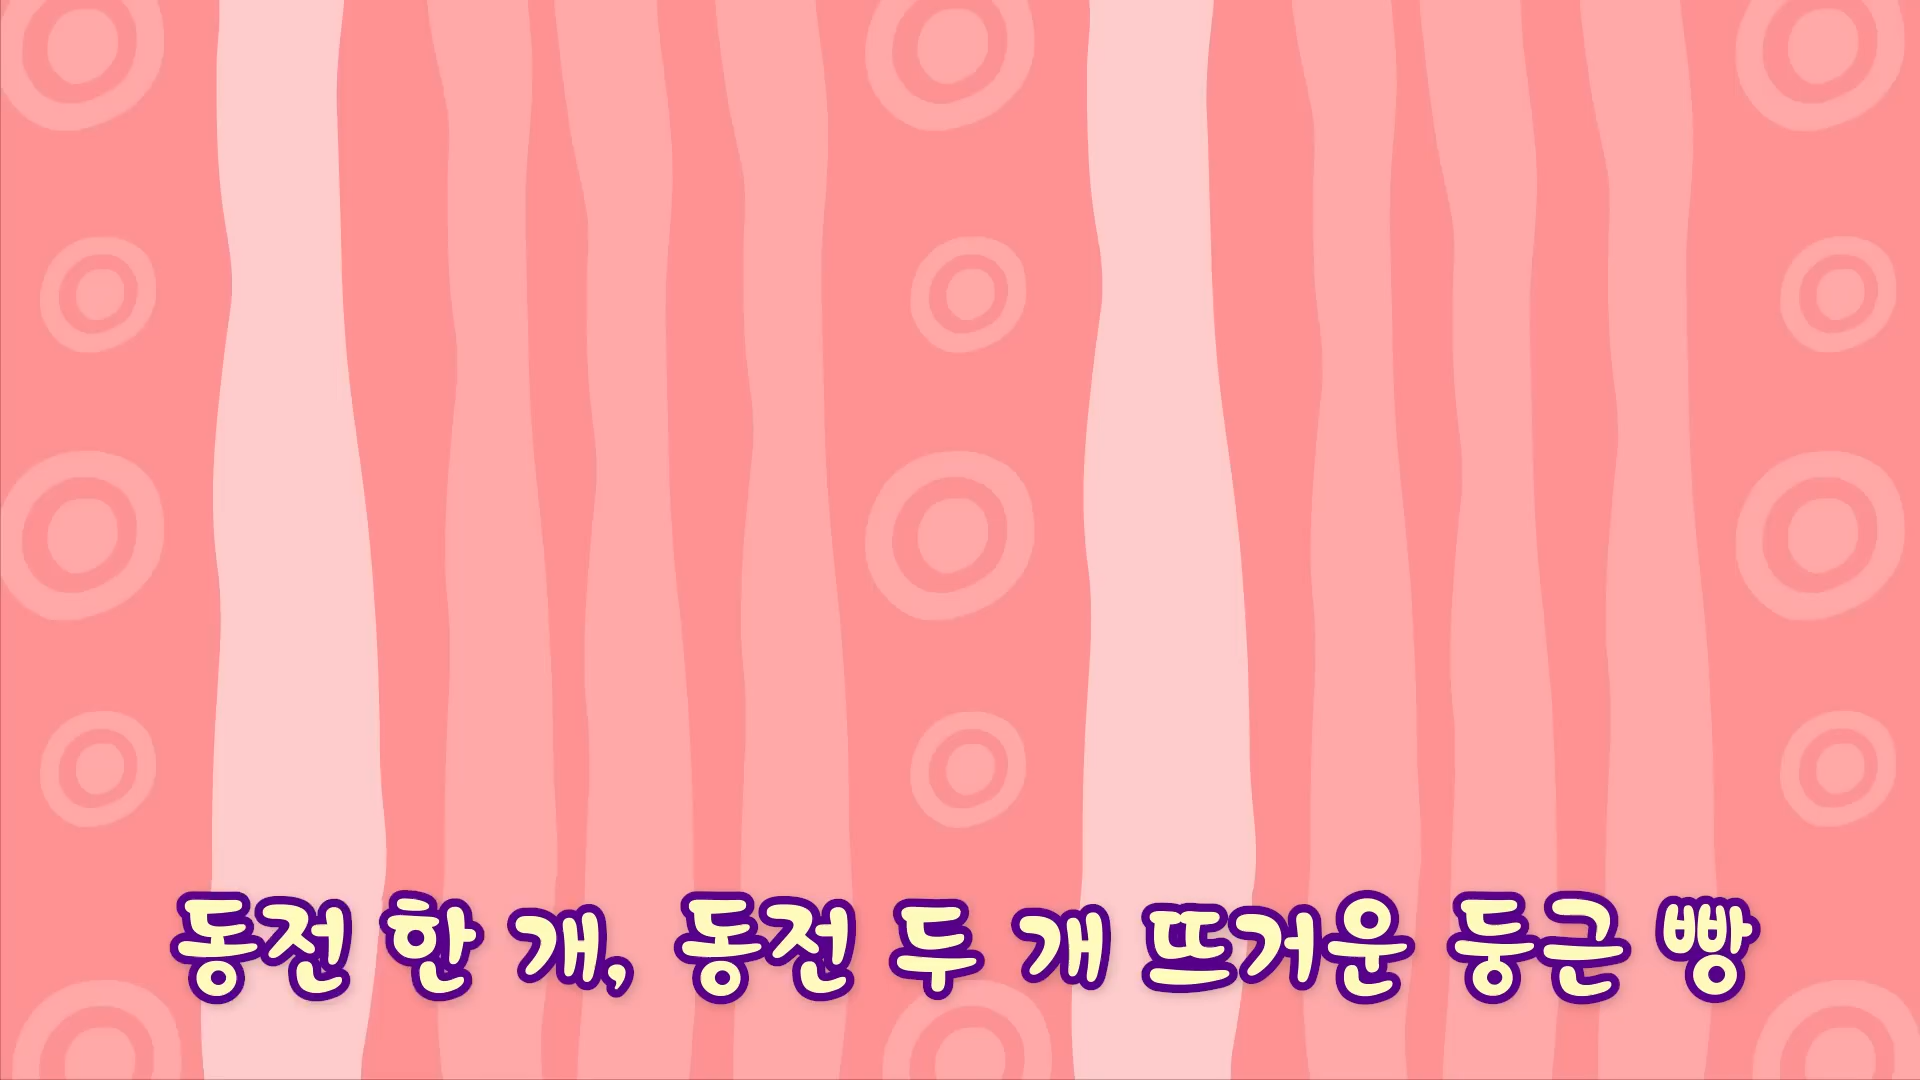 동전 한 개, 동전 두 개 뜨거운 둥근 빵